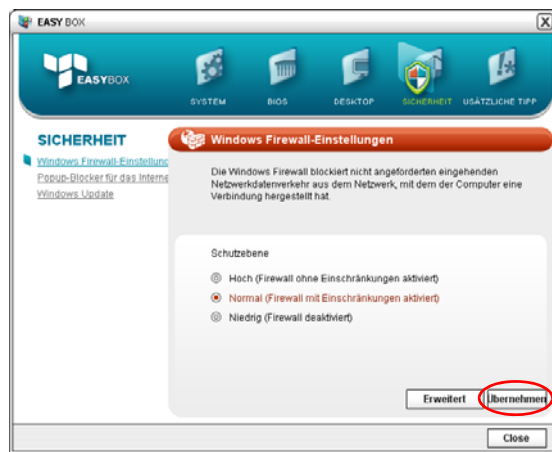 EASY BOX
EASYBOX
SYSTEM
BIOS
DESKTOP
SICHERHEIT
USÄTZLICHE TIPP
SICHERHEIT
Windows Firewall-Einstellung
Popup-Blocker für das Interne
Windows Update
Windows Firewall-Einstellungen
Die Windows Firewall blockiert nicht angeforderten eingehenden
Netzwerkdatenverkehr aus dem Netzwerk, mit dem der Computer eine
Verbindung hergestellt hat.
Schutzebene
Hoch (Firewall ohne Einschränkungen aktiviert)
Normal (Firewall mit Einschränkungen aktiviert)
Niedrig (Firewall deaktiviert)
Erweitert
Übernehmen
Close